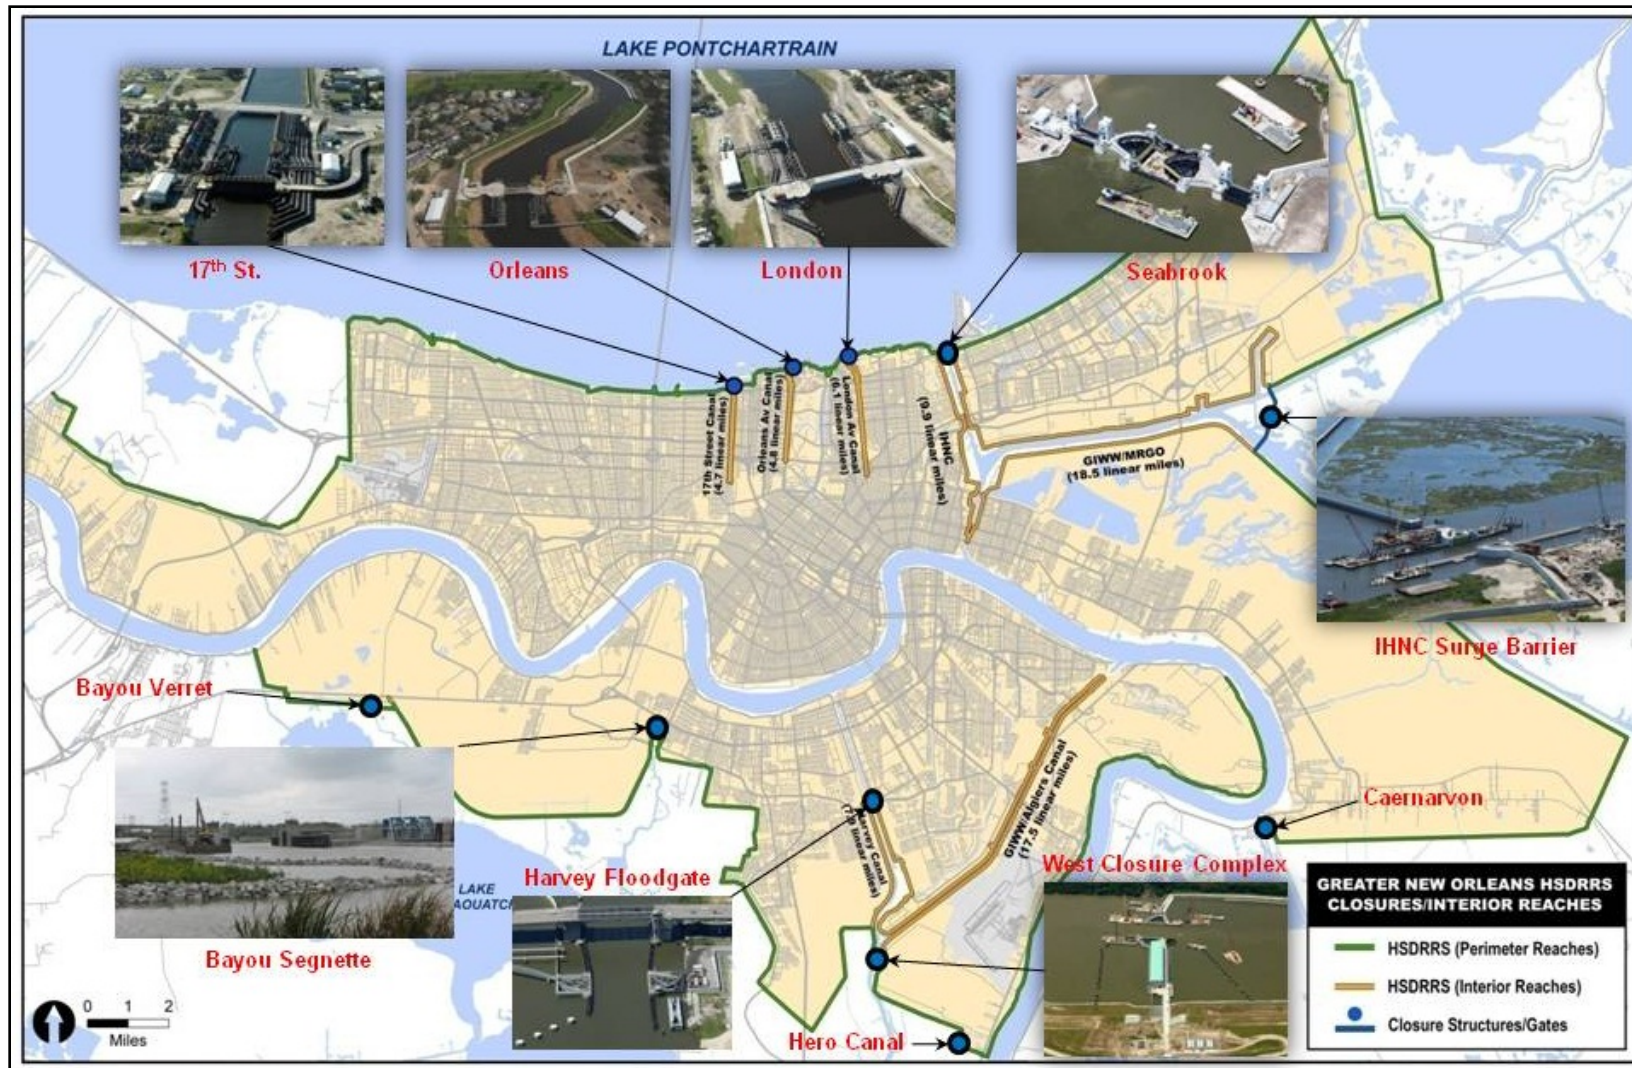 LAKE PONTCHARTRAIN
17th St.
Orleans
London
Seabrook
17th Street Canal
(4.7 linear miles)
Orleans Av Canal
(4.8 linear miles)
London Av Canal
(6.1 linear miles)
IHNC
(9.9 linear miles)
GIWW/MRGO
(18.5 linear miles)
IHNC Surge Barrier
Bayou Verret
Bayou Segnette
LAKE
Harvey Floodgate
Harvey Canal
linear miles)
GIWW/Algiers Canal
(17.5 linear miles)
West Closure Complex
Caernarvon
Hero Canal
0 1 2
Miles
GREATER NEW ORLEANS HSDRRS
CLOSURES/INTERIOR REACHES
HSDRRS (Perimeter Reaches)
HSDRRS (Interior Reaches)
Closure Structures/Gates